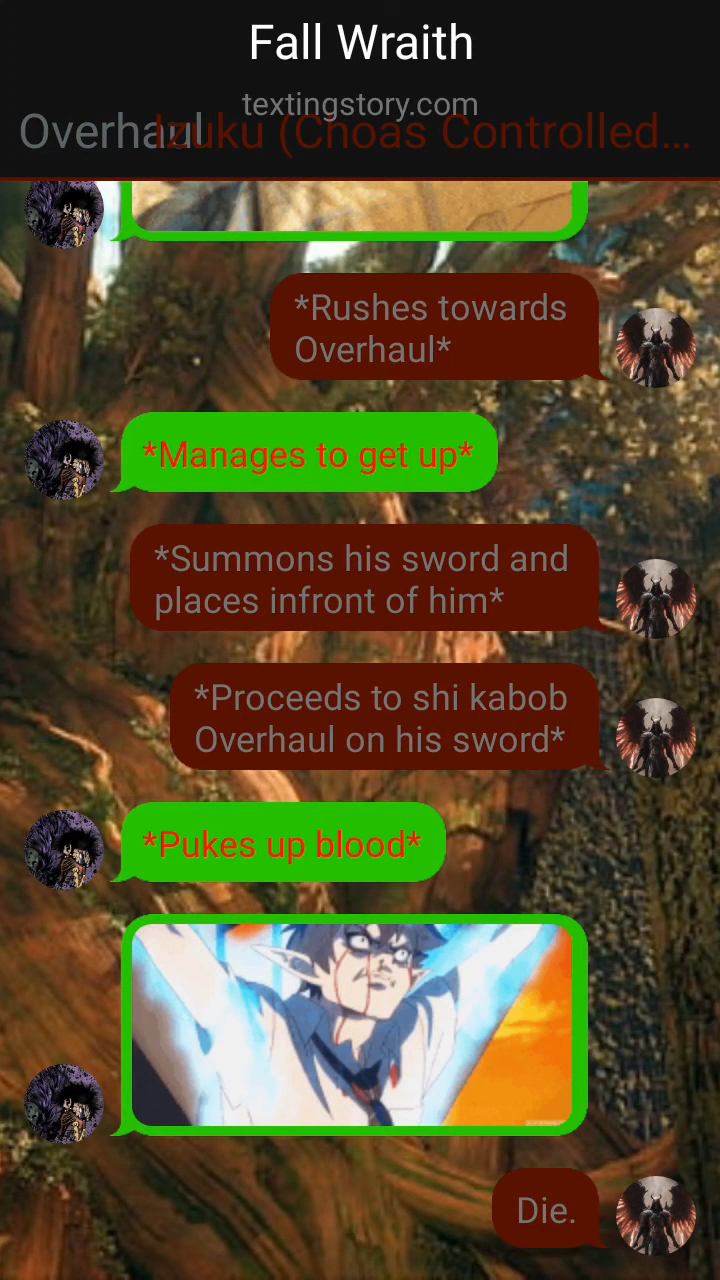 Fall Wraith
textingstory.com
Overhaul
Izuku (Choas Controlled...
*Rushes towards
Overhaul*
*Manages to get up*
*Summons his sword and
places infront of him*
*Proceeds to shi kabob
Overhaul on his sword*
*Pukes up blood*
Die.